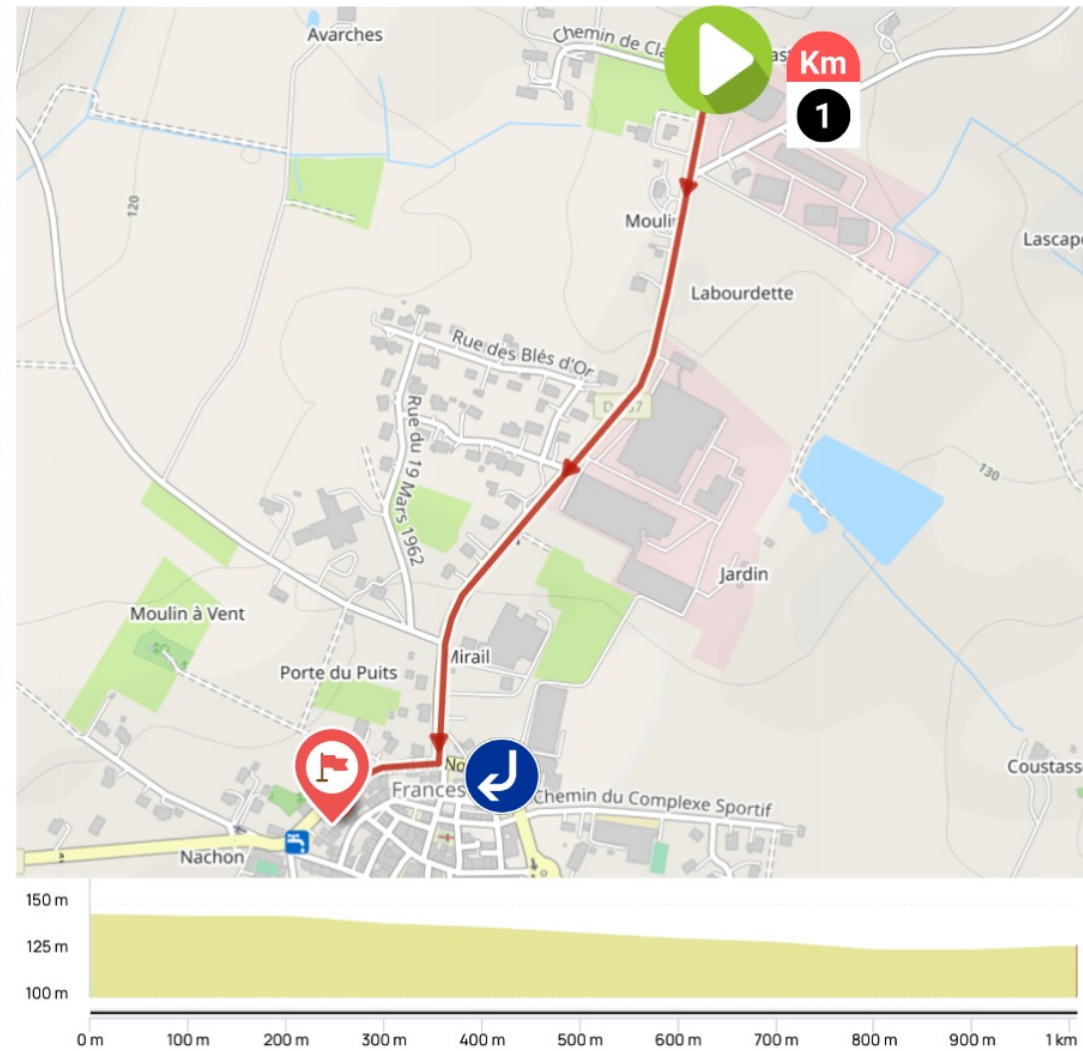 Avarches
Chemin de Cla
Km
1
120
Moulin
Lascap
Labourdette
Rue des Blés d'Or
Rue du 19 Mars 1962
130
Jardin
Moulin à Vent
Mirail
Porte du Puits
No
Frances
Coustass
Chemin du Complexe Sportif
Nachon
150 m
125 m
100 m
0 m 100 m 200 m 300 m 400 m 500 m 600 m 700 m 800 m 900 m 1 km